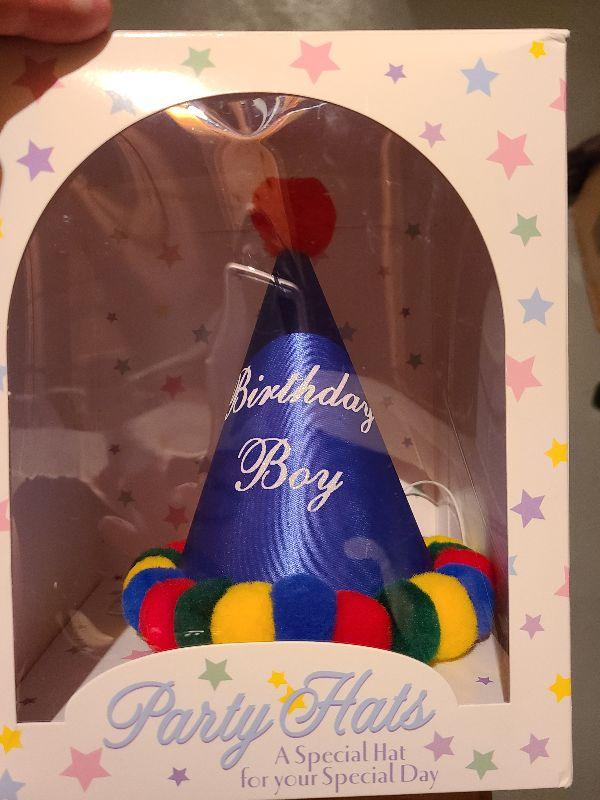 Birthday
Boy
Party Hats
A Special Hat
for your Special Day